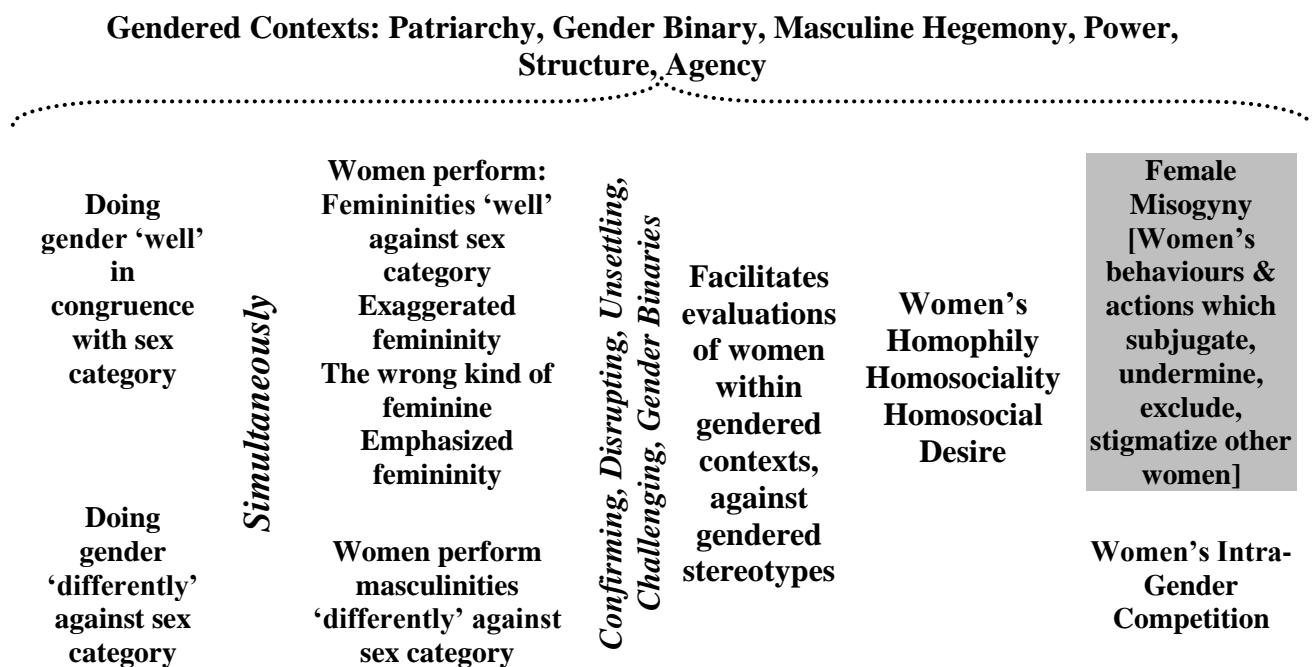 Gendered Contexts: Patriarchy, Gender Binary, Masculine Hegemony, Power,
Structure, Agency
Doing
gender ‘well’
in
congruence
with sex
category
Doing
gender
‘differently’
against sex
category
Simultaneously
Women perform:
Femininities ‘well’
against sex
category
Exaggerated
femininity
The wrong kind of
feminine
Emphasized
femininity
Women perform
masculinities
‘differently’ against
sex category
Confirming, Disrupting, Unsettling,
Challenging, Gender Binaries
Facilitates
evaluations
of women
within
gendered
contexts,
against
gendered
stereotypes
Women’s
Homophily
Homosociality
Homosocial
Desire
Female
Misogyny
[Women’s
behaviours &
actions which
subjugate,
undermine,
exclude,
stigmatize other
women]
Women’s Intra-
Gender
Competition